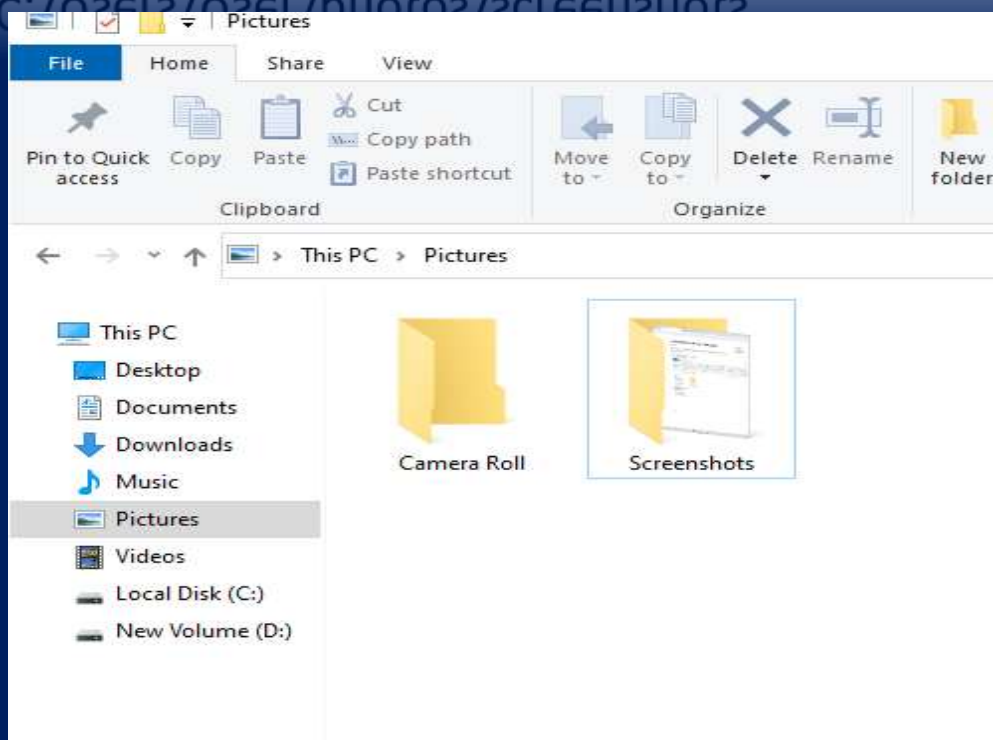 Pictures
File Home Share View
Pin to Quick access
Copy
Paste
Cut
Copy path
Paste shortcut
Move to
Copy to
Delete
Rename
New folder
Clipboard
Organize
This PC > Pictures
This PC
Desktop
Documents
Downloads
Music
Pictures
Videos
Local Disk (C:)
New Volume (D:)
Camera Roll
Screenshots